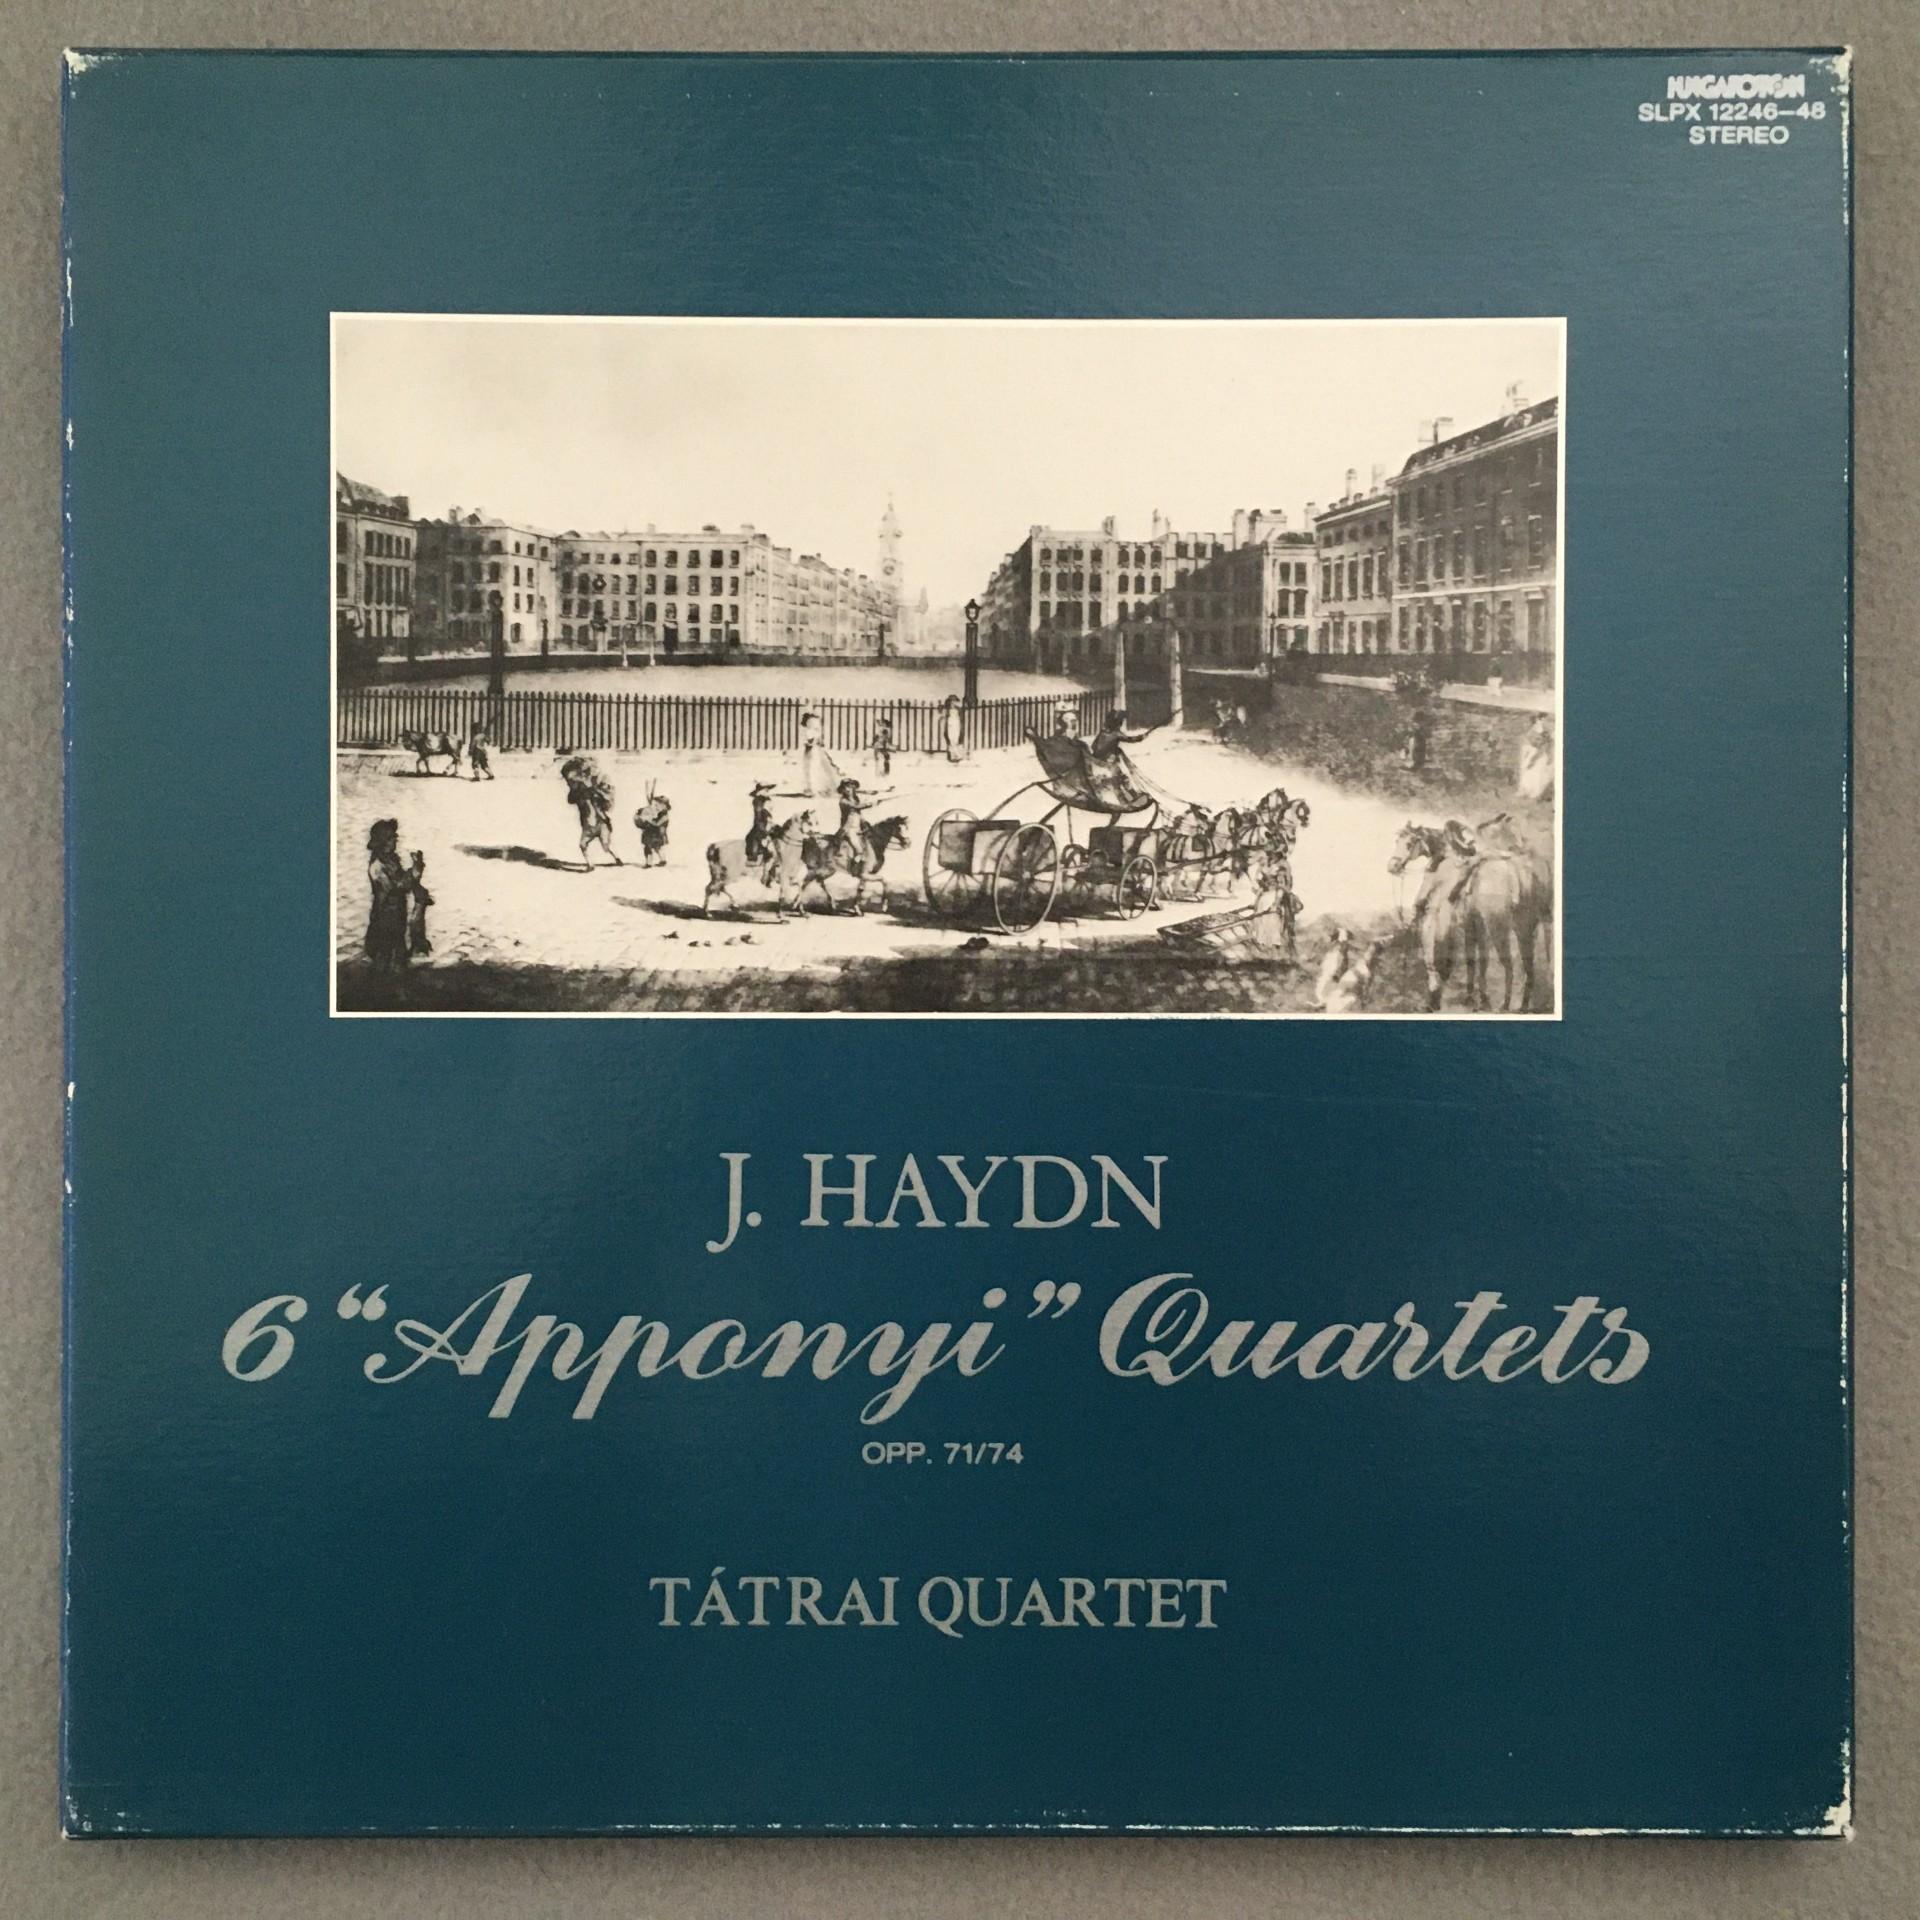 HUNGAROTON
SLPX 12246–48
STEREO
J. HAYDN
6 “Apponyi” Quartets
OPP. 71/74
TÁTRAI QUARTET